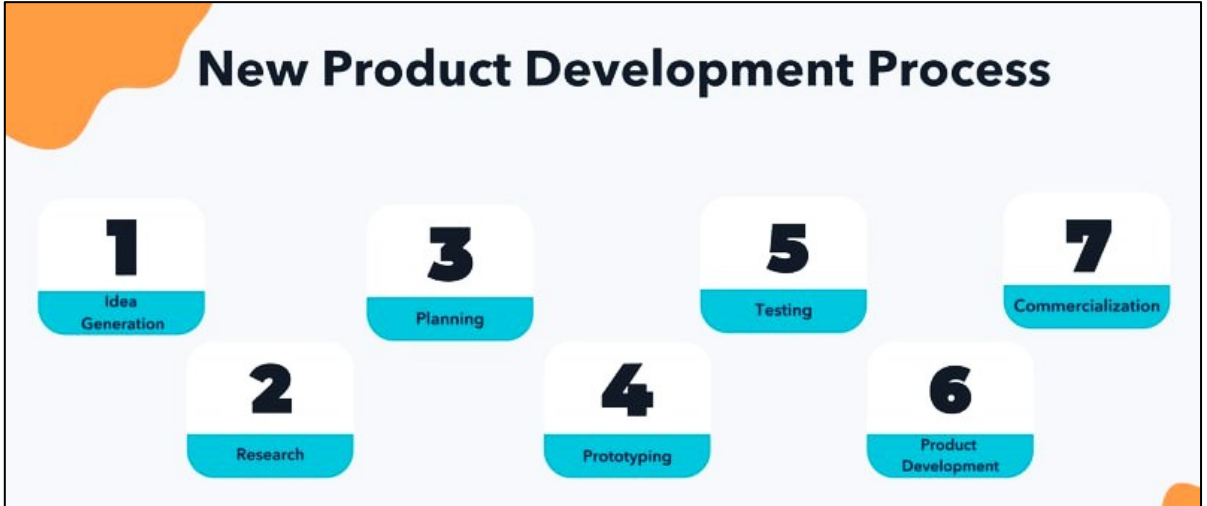 New Product Development Process
1
Idea
Generation
2
Research
3
Planning
4
Prototyping
5
Testing
6
Product
Development
7
Commercialization